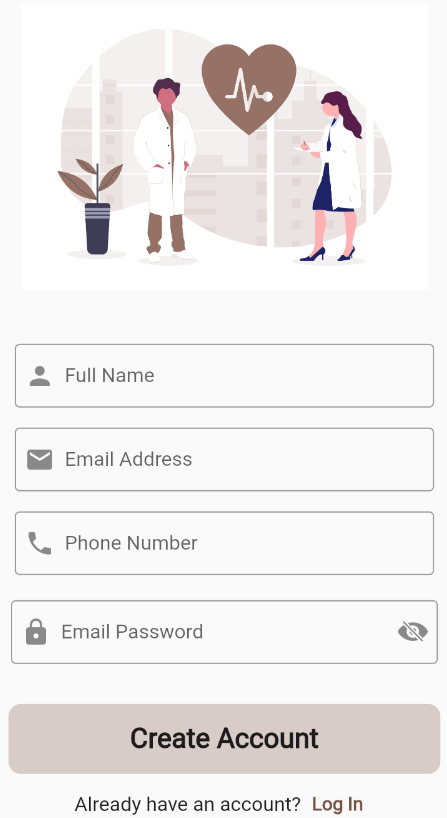 Full Name
Email Address
Phone Number
Email Password
Create Account
Already have an account? Log In